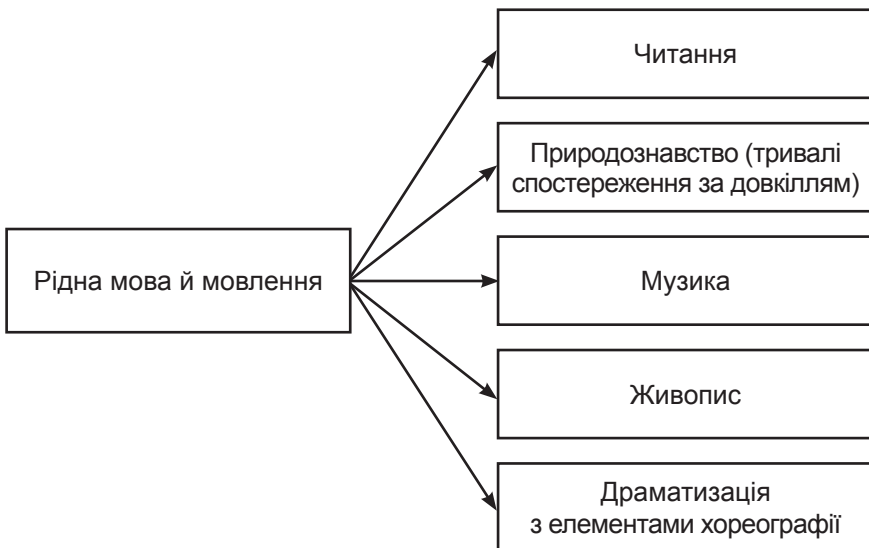 Читання
Природознавство (тривалі
спостереження за довкіллям)
Рідна мова й мовлення
Музика
Живопис
Драматизація
з елементами хореографії